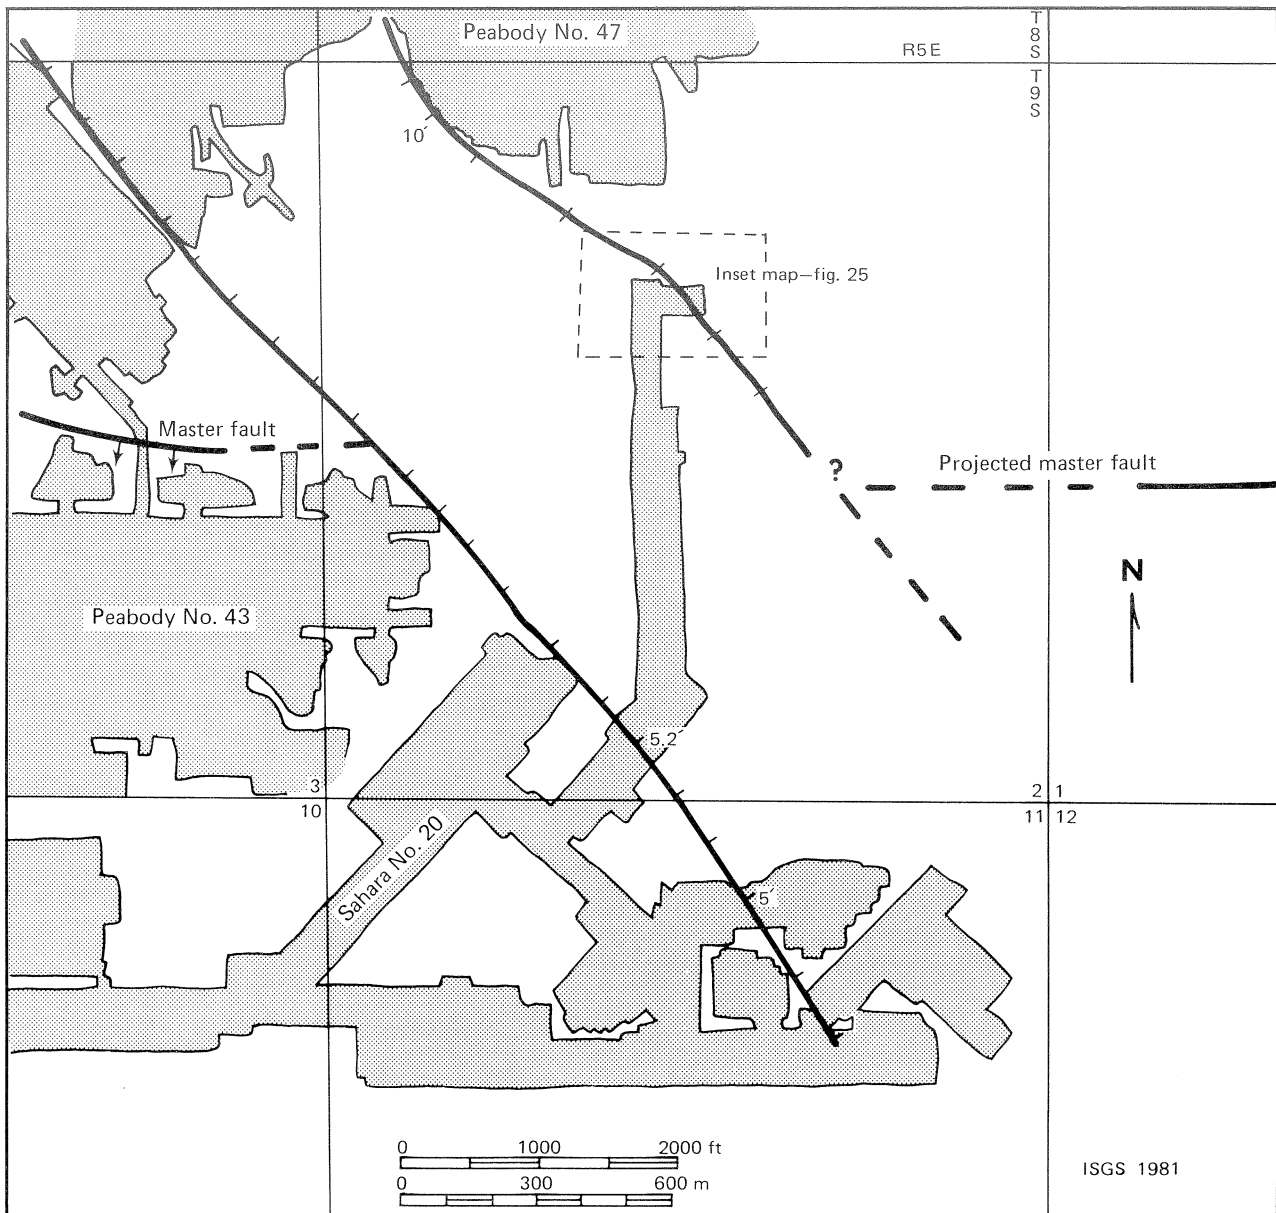 Peabody No. 47
R5E
T
8
S
T
9
S
10′
Inset map—fig. 25
Master fault
?
Projected master fault
N
Peabody No. 43
5.2′
3
2
1
10
11
12
Sahara No. 20
5′
0 1000 2000 ft
0 300 600 m
ISGS 1981